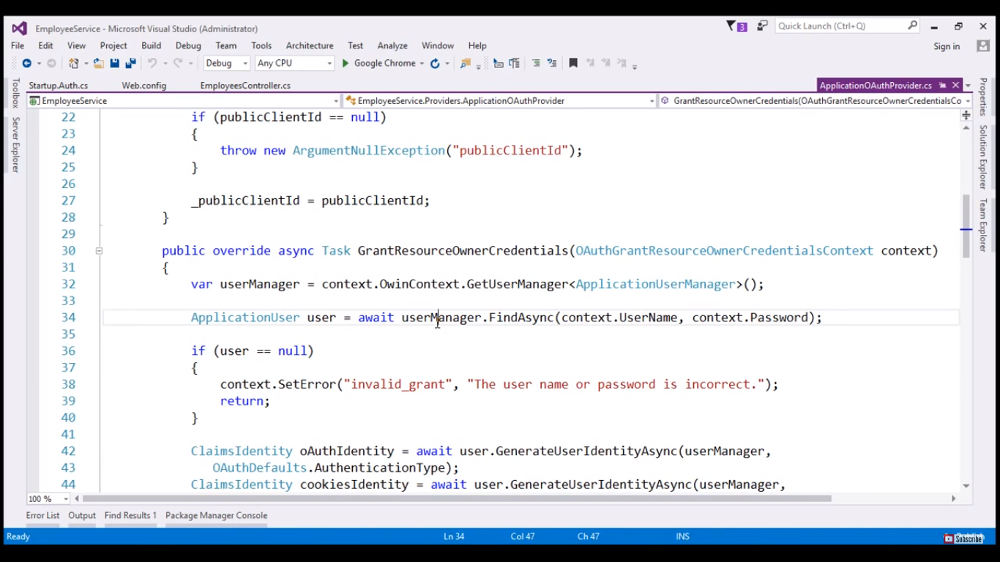 EmployeeService - Microsoft Visual Studio (Administrator)
3
Quick Launch (Ctrl+Q)
File Edit View Project Build Debug Team Tools Architecture Test Analyze Window Help
Sign in
Debug Any CPU Google Chrome
Startup.Auth.cs Web.config EmployeesController.cs ApplicationOAuthProvider.cs
EmployeeService EmployeeService.Providers.ApplicationOAuthProvider GrantResourceOwnerCredentials(OAuthGrantResourceOwnerCredentialsCo
Toolbox
Server Explorer
22 if (publicClientId == null)
23 {
24 throw new ArgumentNullException("publicClientId");
25 }
26
27 _publicClientId = publicClientId;
28 }
29
30 public override async Task GrantResourceOwnerCredentials(OAuthGrantResourceOwnerCredentialsContext context)
31 {
32 var userManager = context.OwinContext.GetUserManager<ApplicationUserManager>();
33
34 ApplicationUser user = await userManager.FindAsync(context.UserName, context.Password);
35
36 if (user == null)
37 {
38 context.SetError("invalid_grant", "The user name or password is incorrect.");
39 return;
40 }
41
42 ClaimsIdentity oAuthIdentity = await user.GenerateUserIdentityAsync(userManager,
43 OAuthDefaults.AuthenticationType);
44 ClaimsIdentity cookiesIdentity = await user.GenerateUserIdentityAsync(userManager,
Properties
Solution Explorer
Team Explorer
100 %
Error List Output Find Results 1 Package Manager Console
Ready Ln 34 Col 47 Ch 47 INS
Subscribe